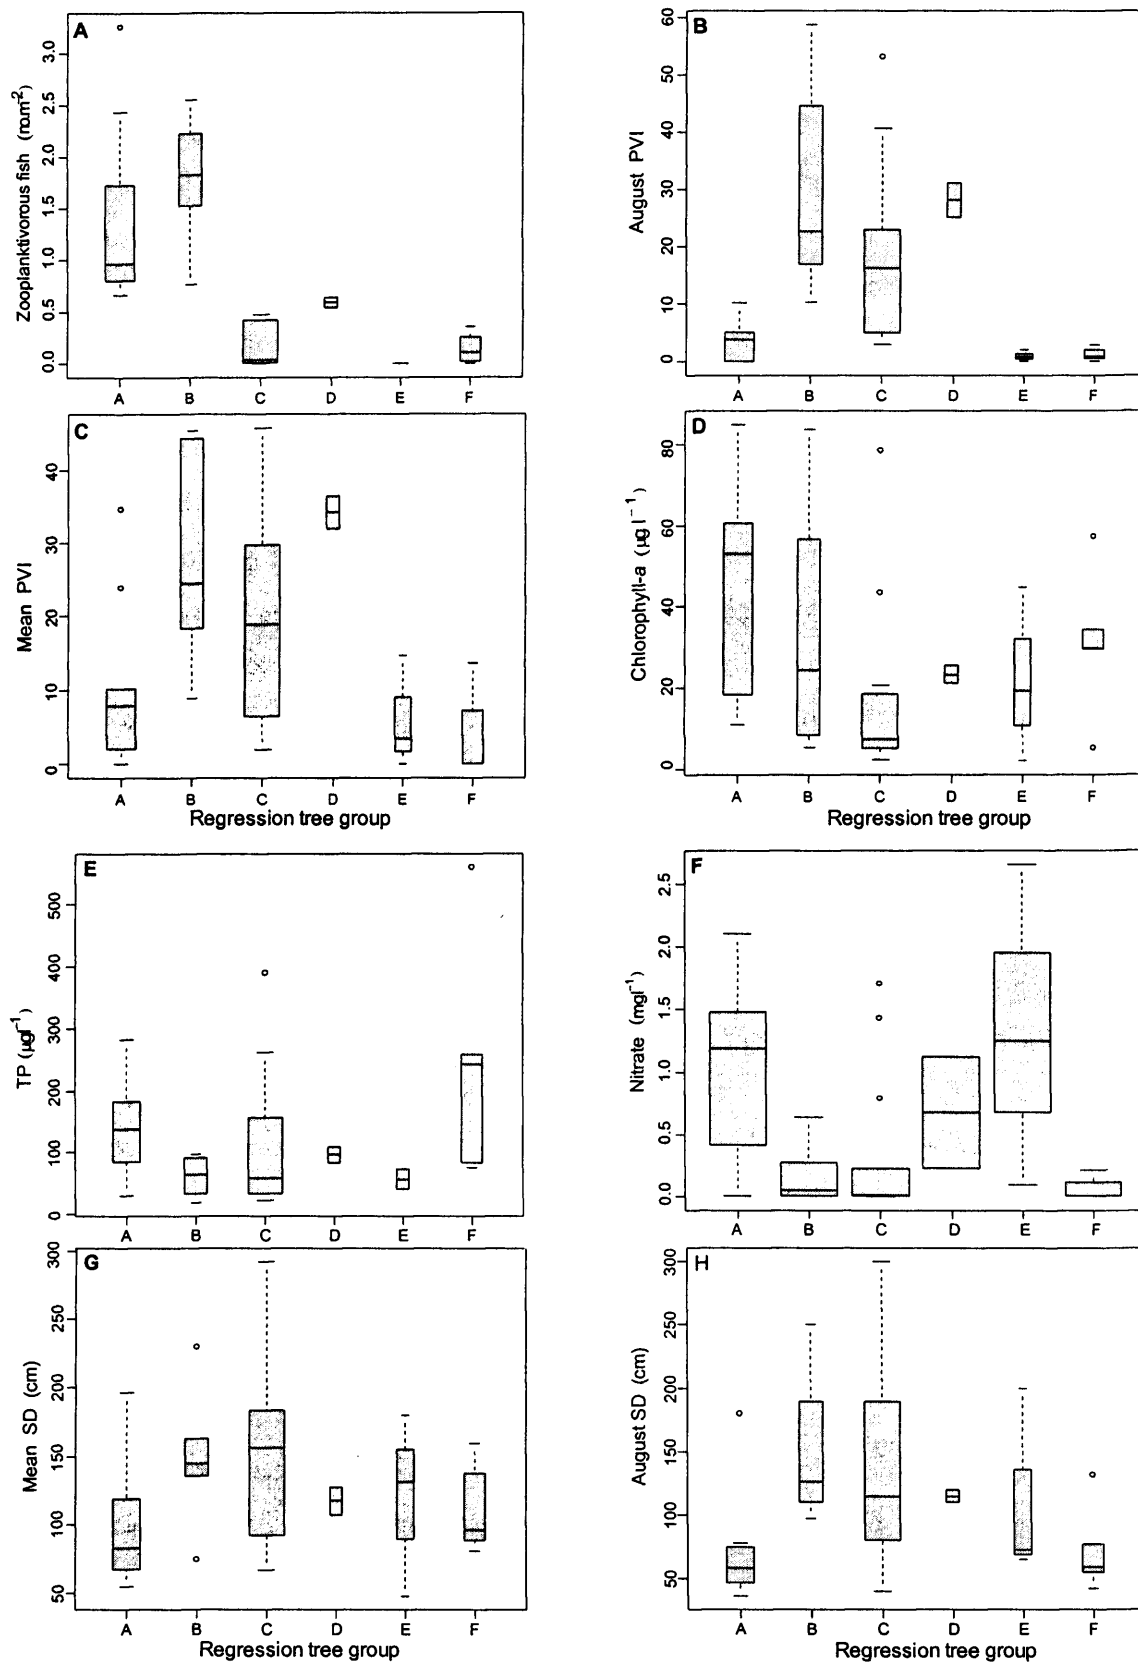 A
Zooplanktivorous fish (nom⁻²)
3.0
2.5
2.0
1.5
1.0
0.5
0.0
A B C D E F
B
August PVI
60
50
40
30
20
10
0
A B C D E F
C
Mean PVI
40
30
20
10
0
A B C D E F
Regression tree group
D
Chlorophyll-a (µg l⁻¹)
80
60
40
20
0
A B C D E F
Regression tree group
E
TP (µgl⁻¹)
500
400
300
200
100
0
A B C D E F
F
Nitrate (mgl⁻¹)
2.5
2.0
1.5
1.0
0.5
0.0
A B C D E F
G
Mean SD (cm)
300
250
200
150
100
50
A B C D E F
Regression tree group
H
August SD (cm)
300
250
200
150
100
50
A B C D E F
Regression tree group